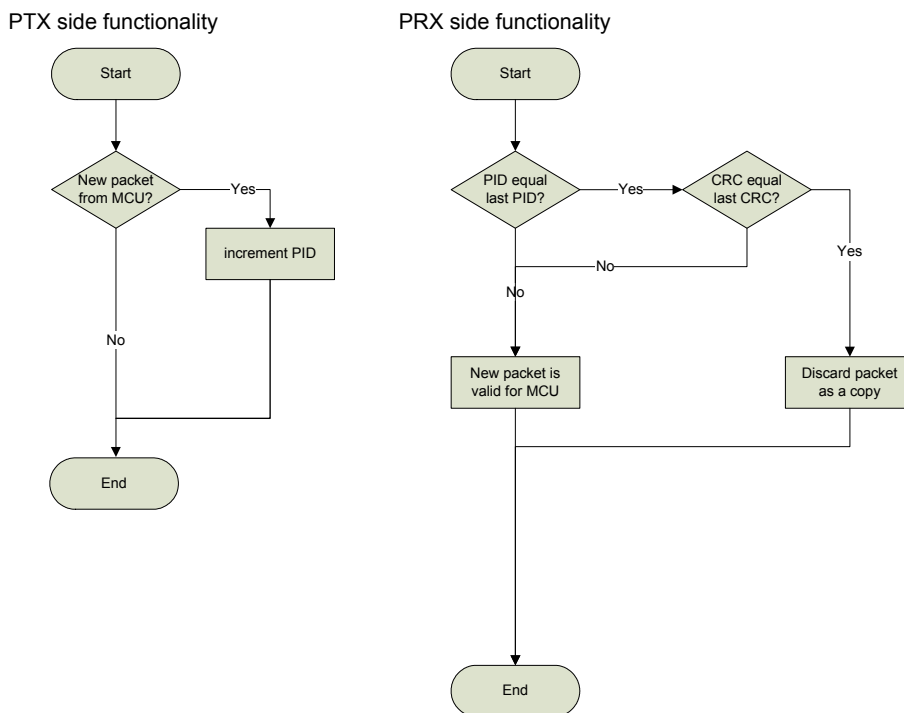 PTX side functionality
Start
New packet
from MCU?
Yes
increment PID
No
End
PRX side functionality
Start
PID equal
last PID?
Yes
CRC equal
last CRC?
No
Yes
No
New packet is
valid for MCU
Discard packet
as a copy
End